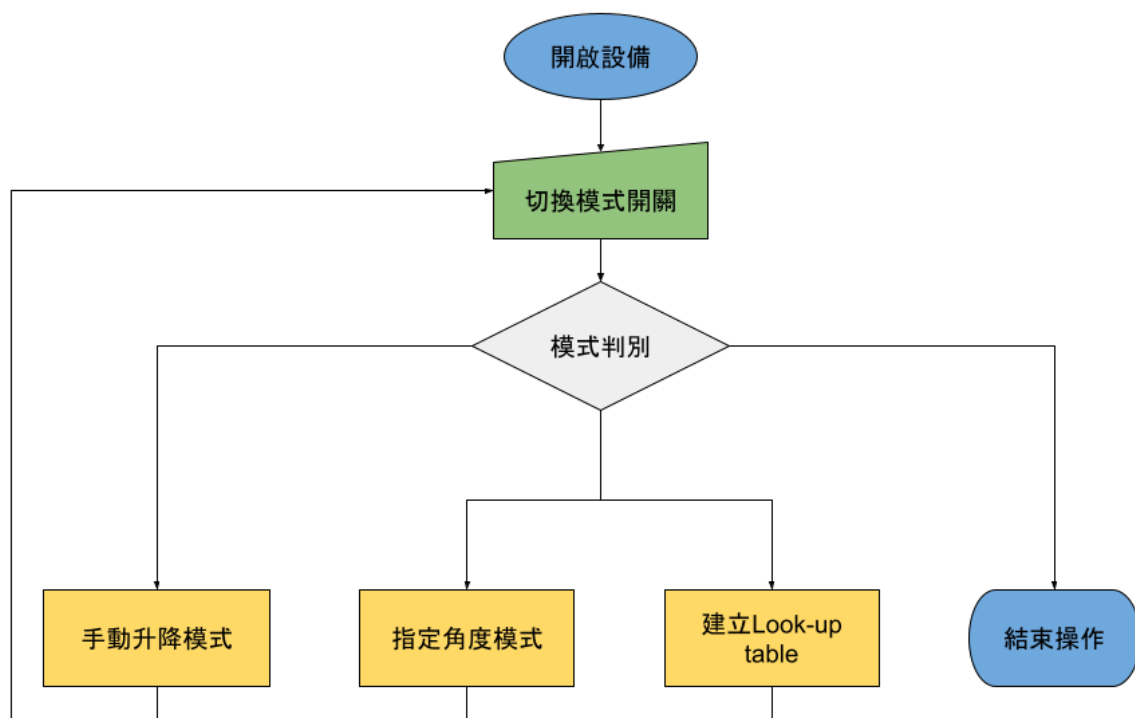 開啟設備
切換模式開關
模式判別
手動升降模式
指定角度模式
建立Look-up
table
結束操作